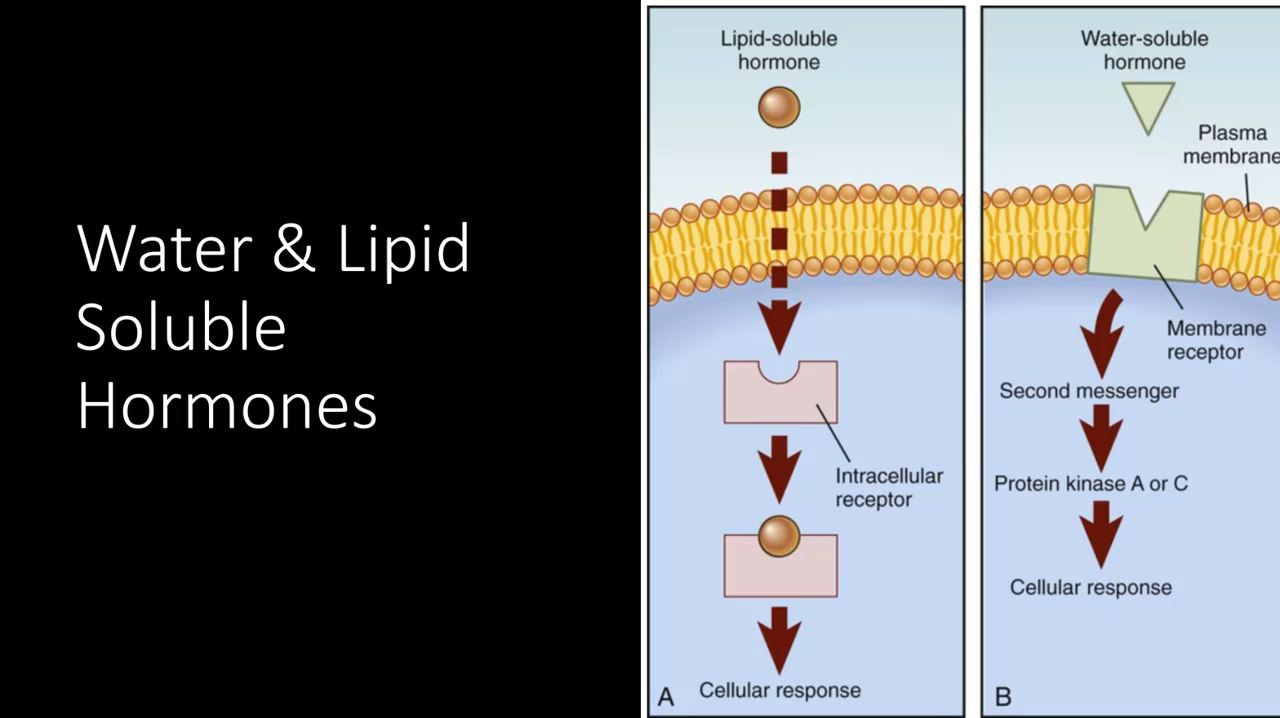 Water & Lipid
Soluble
Hormones
Lipid-soluble
hormone
Intracellular
receptor
Cellular response
A
Water-soluble
hormone
Plasma
membrane
Membrane
receptor
Second messenger
Protein kinase A or C
Cellular response
B